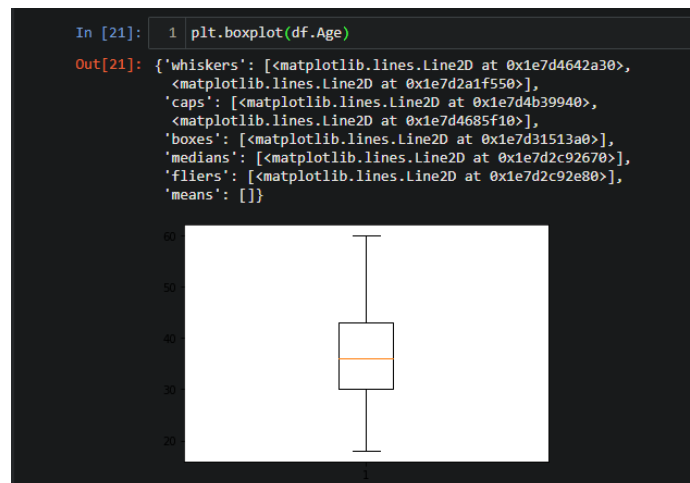 In [21]: 1 plt.boxplot(df.Age)
Out[21]: {'whiskers': [<matplotlib.lines.Line2D at 0x1e7d4642a30>,
<matplotlib.lines.Line2D at 0x1e7d2a1f550>],
'caps': [<matplotlib.lines.Line2D at 0x1e7d4b39940>,
<matplotlib.lines.Line2D at 0x1e7d4685f10>],
'boxes': [<matplotlib.lines.Line2D at 0x1e7d31513a0>],
'medians': [<matplotlib.lines.Line2D at 0x1e7d2c92670>],
'fliers': [<matplotlib.lines.Line2D at 0x1e7d2c92e80>],
'means': []}
60
50
40
30
20
1